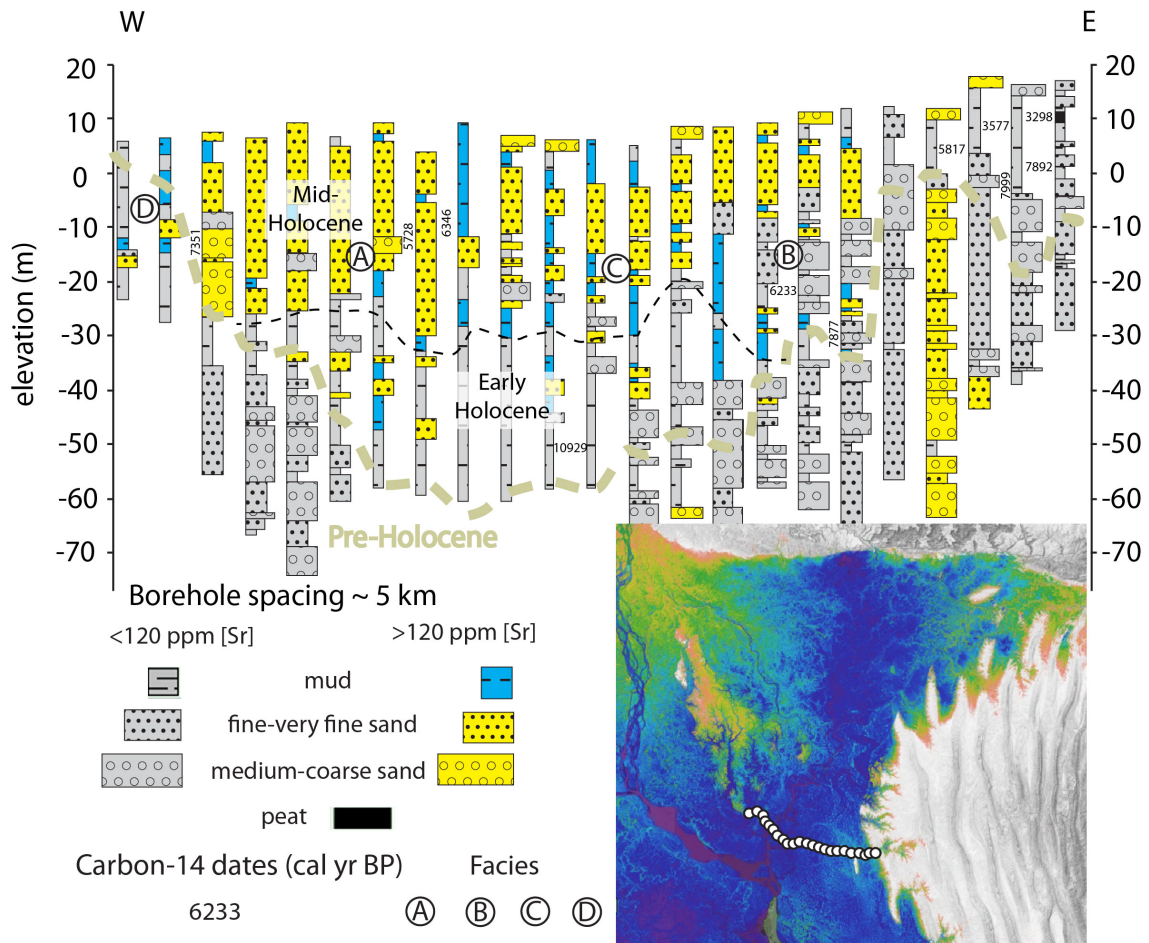 W
E
20
10
0
-10
-20
-30
-40
-50
-60
-70
elevation (m)
20
10
0
-10
-20
-30
-40
-50
-60
-70
3577
3298
5817
7892
7999
Mid-
Holocene
D
7351
5728
6346
A
B
C
6233
7877
Early
Holocene
10929
Pre-Holocene
Borehole spacing ~ 5 km
<120 ppm [Sr]
>120 ppm [Sr]
mud
fine-very fine sand
medium-coarse sand
peat
Carbon-14 dates (cal yr BP)
Facies
6233
A B C D